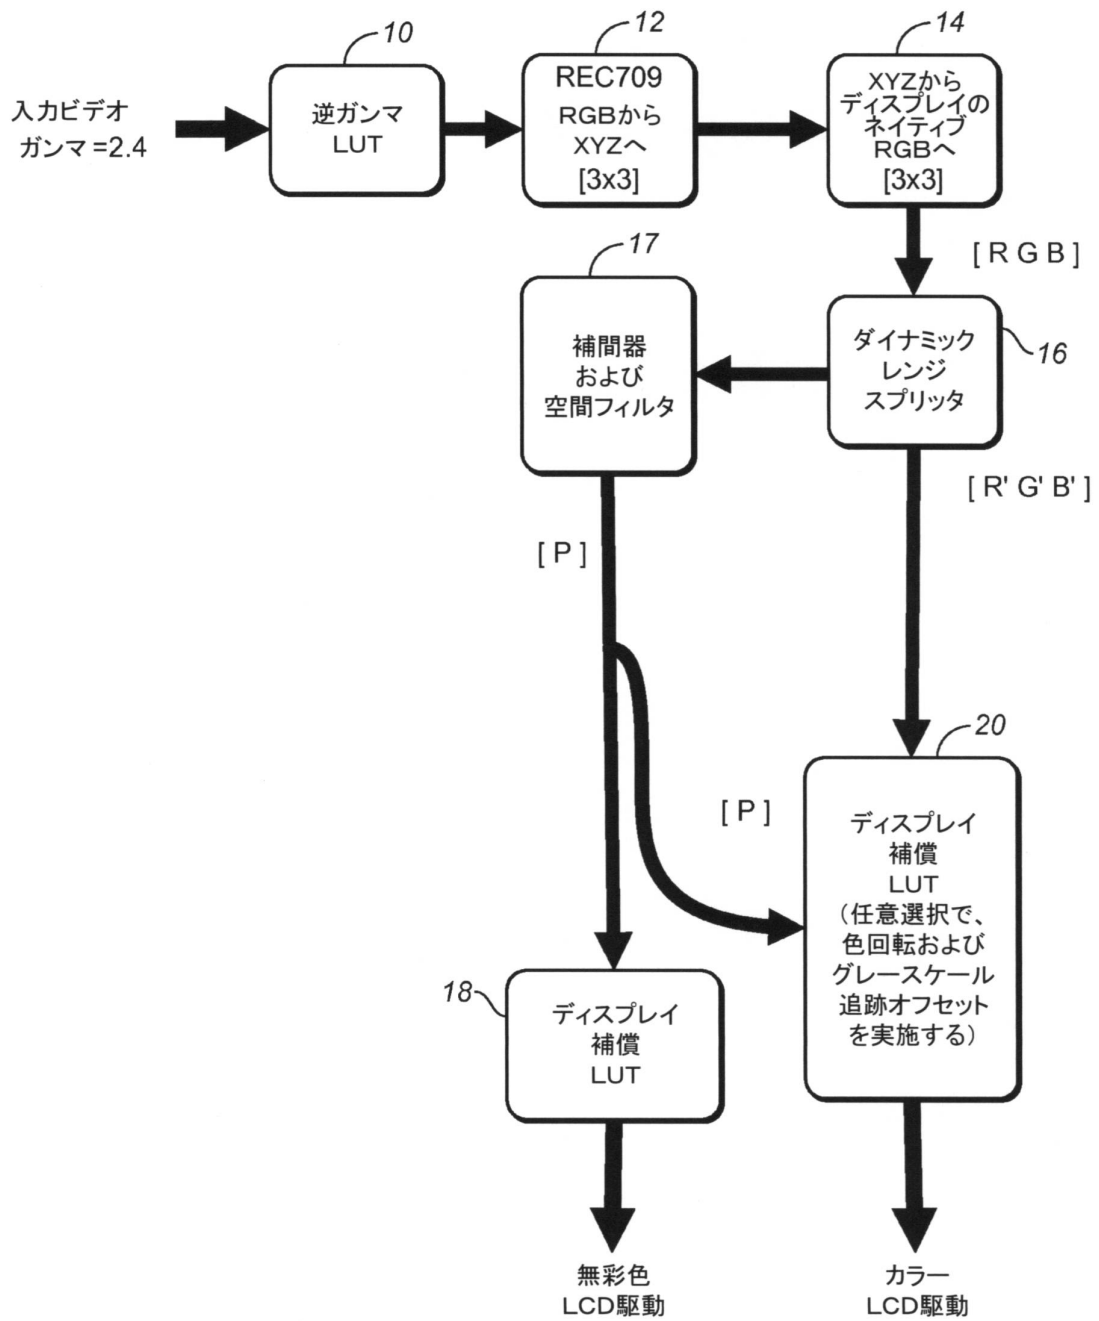 10
12
14
入力ビデオ
ガンマ=2.4
逆ガンマ
LUT
REC709
RGBから
XYZへ
[3x3]
XYZから
ディスプレイの
ネイティブ
RGBへ
[3x3]
17
[ R G B ]
補間器
および
空間フィルタ
ダイナミック
レンジ
スプリッタ
16
[ R' G' B' ]
[ P ]
20
[ P ]
ディスプレイ
補償
LUT
(任意選択で、
色回転および
グレースケール
追跡オフセット
を実施する)
18
ディスプレイ
補償
LUT
無彩色
LCD駆動
カラー
LCD駆動